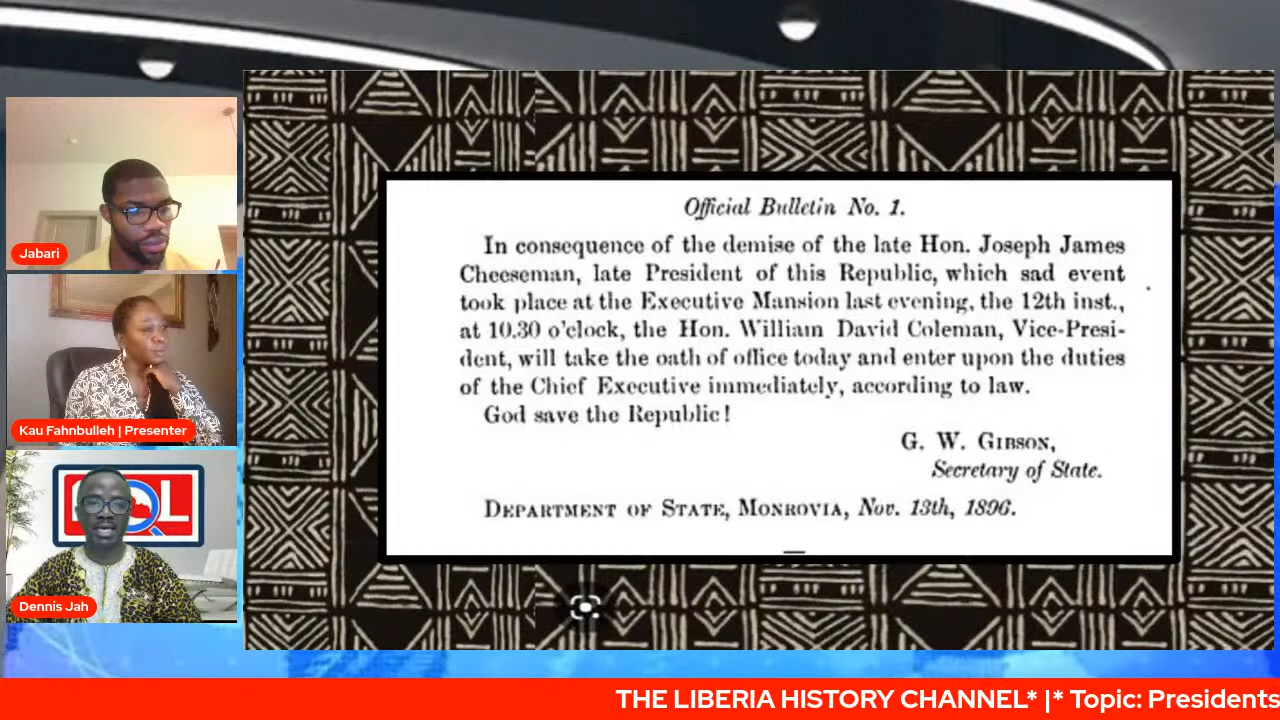 Jabari
Kau Fahnbulleh | Presenter
Dennis Jah
Official Bulletin No. 1.
In consequence of the demise of the late Hon. Joseph James
Cheeseman, late President of this Republic, which sad event
took place at the Executive Mansion last evening, the 12th inst.,
at 10.30 o'clock, the Hon. William David Coleman, Vice-Presi-
dent, will take the oath of office today and enter upon the duties
of the Chief Executive immediately, according to law.
God save the Republic!
G. W. Gibson,
Secretary of State.
Department of State, Monrovia, Nov. 13th, 1896.
THE LIBERIA HISTORY CHANNEL* |* Topic: Presidents